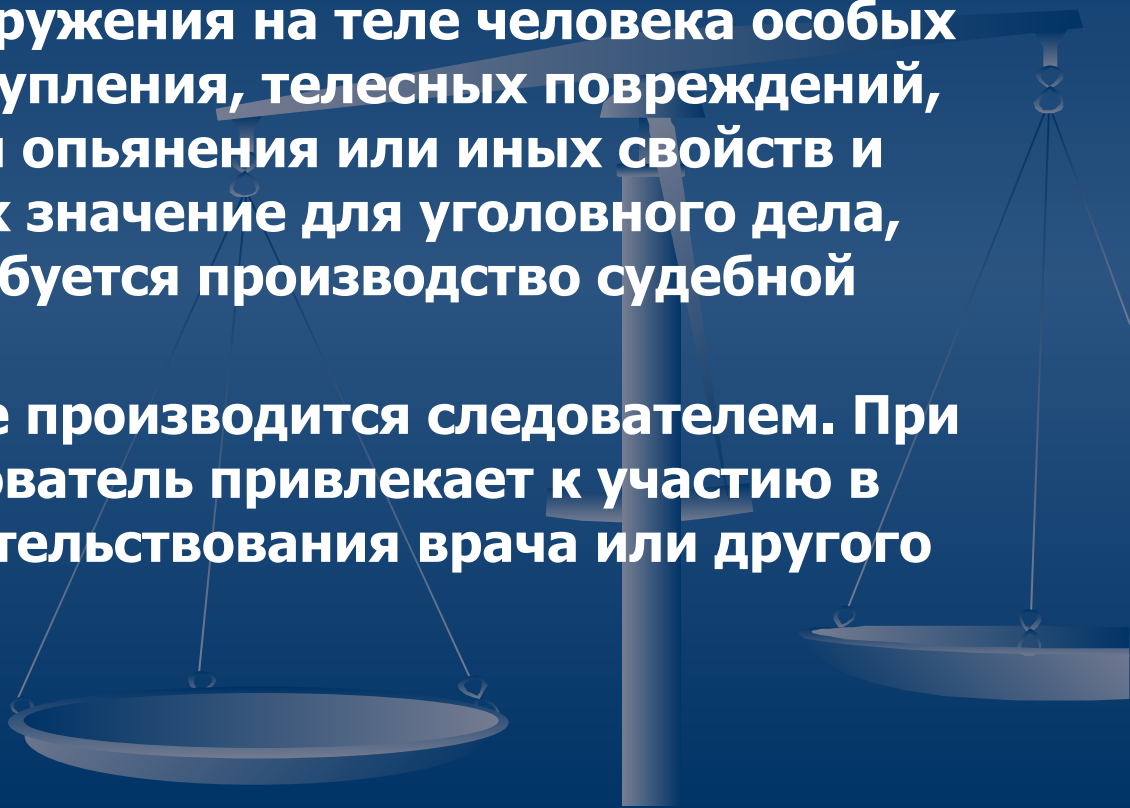 ружения на теле человека особых
упления, телесных повреждений,
опьянения или иных свойств и
значение для уголовного дела,
буется производство судебной
производится следователем. При
ователь привлекает к участию в
тельствования врача или другого